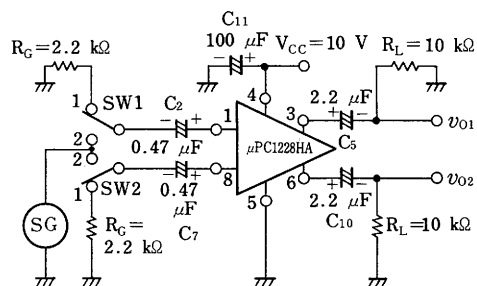 C11
100 μF
VCC=10 V
RL=10 kΩ
RG=2.2 kΩ
− +
4
2.2 μF
1
SW1
C2
− +
1
3
+ −
vO1
2
0.47 μF
μPC1228HA
C5
2
− +
8
6
+ −
vO2
1
SW2
0.47 μF
5
2.2 μF
SG
RG=
2.2 kΩ
C7
C10
RL=10 kΩ